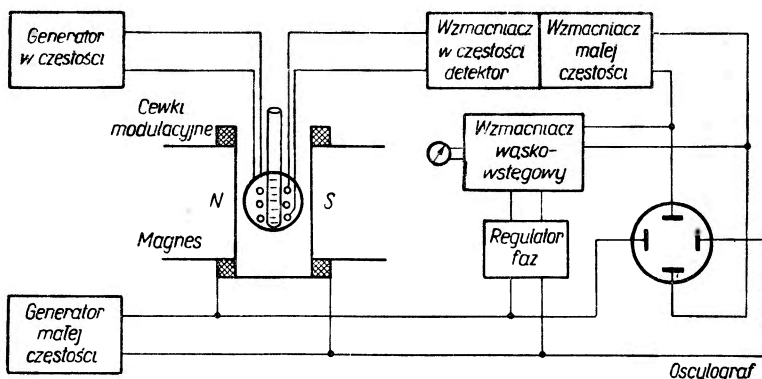 Generator
w częstości
Wzmacniacz
w częstości
detektor
Wzmacniacz
małej
częstości
Cewki
modulacyjne
Wzmacniacz
wąsko-
wstęgowy
N
S
Magnes
Regulator
faz
Generator
małej
częstości
Oscylograf